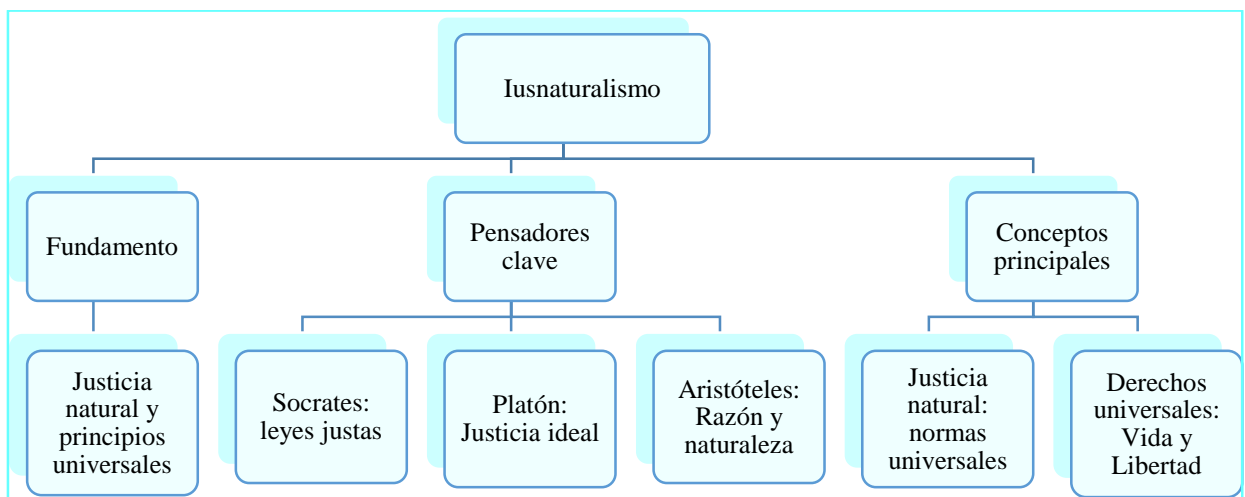 Iusnaturalismo
Fundamento
Pensadores
clave
Conceptos
principales
Justicia
natural y
principios
universales
Socrates:
leyes justas
Platón:
Justicia ideal
Aristóteles:
Razón y
naturaleza
Justicia
natural:
normas
universales
Derechos
universales:
Vida y
Libertad